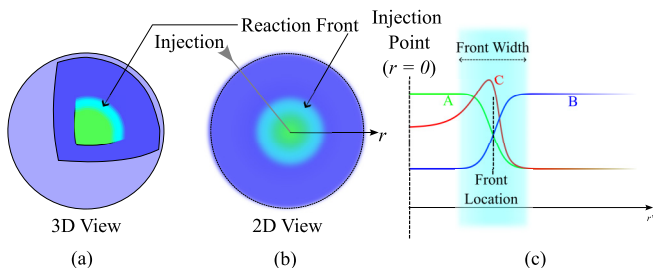 Reaction Front
Injection
r
3D View
2D View
(a)
(b)
Injection
Point
(r = 0)
Front Width
A
C
B
Front
Location
r'
(c)